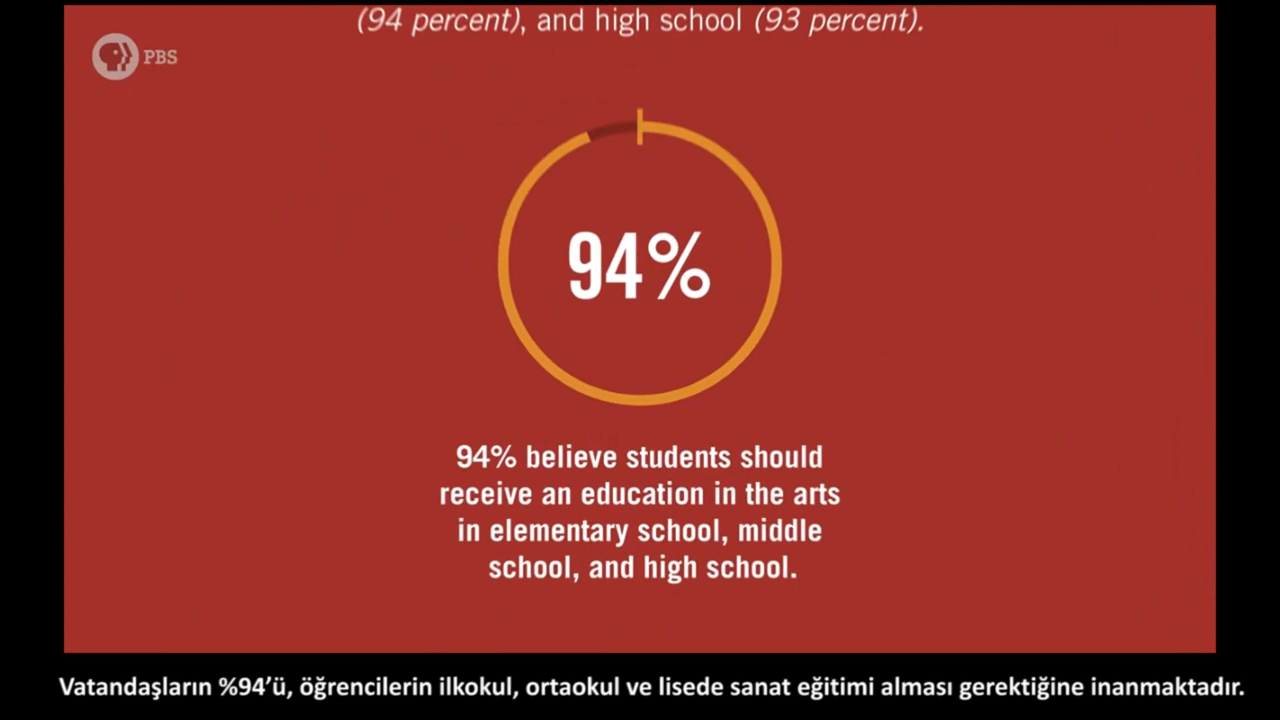 (94 percent), and high school (93 percent).
PBS
94%
94% believe students should
receive an education in the arts
in elementary school, middle
school, and high school.
Vatandaşların %94’ü, öğrencilerin ilkokul, ortaokul ve lisede sanat eğitimi alması gerektiğine inanmaktadır.